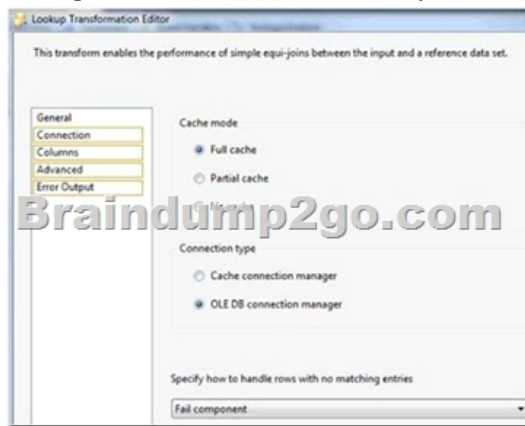 Lookup Transformation Editor
This transform enables the performance of simple equi-joins between the input and a reference data set.
General
Connection
Columns
Advanced
Error Output
Cache mode
Full cache
Partial cache
Braindump2go.com
Connection type
Cache connection manager
OLE DB connection manager
Specify how to handle rows with no matching entries
Fail component